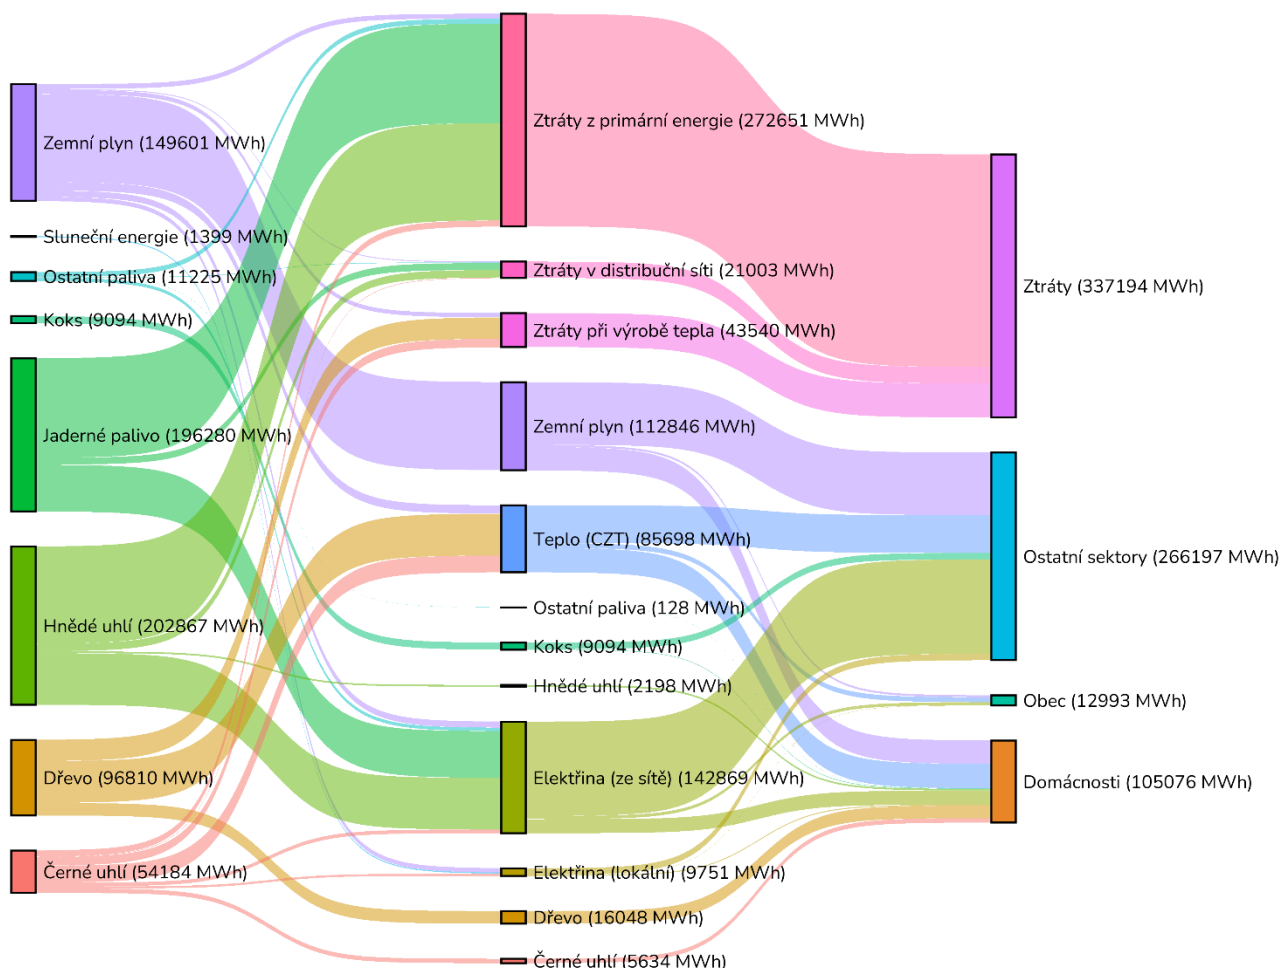 Zemní plyn (149601 MWh)
Sluneční energie (1399 MWh)
Ostatní paliva (11225 MWh)
Koks (9094 MWh)
Jaderné palivo (196280 MWh)
Hnědé uhlí (202867 MWh)
Dřevo (96810 MWh)
Černé uhlí (54184 MWh)
Ztráty z primární energie (272651 MWh)
Ztráty v distribuční síti (21003 MWh)
Ztráty při výrobě tepla (43540 MWh)
Zemní plyn (112846 MWh)
Teplo (CZT) (85698 MWh)
Ostatní paliva (128 MWh)
Koks (9094 MWh)
Hnědé uhlí (2198 MWh)
Elektřina (ze sítě) (142869 MWh)
Elektřina (lokální) (9751 MWh)
Dřevo (16048 MWh)
Černé uhlí (5634 MWh)
Ztráty (337194 MWh)
Ostatní sektory (266197 MWh)
Obec (12993 MWh)
Domácnosti (105076 MWh)